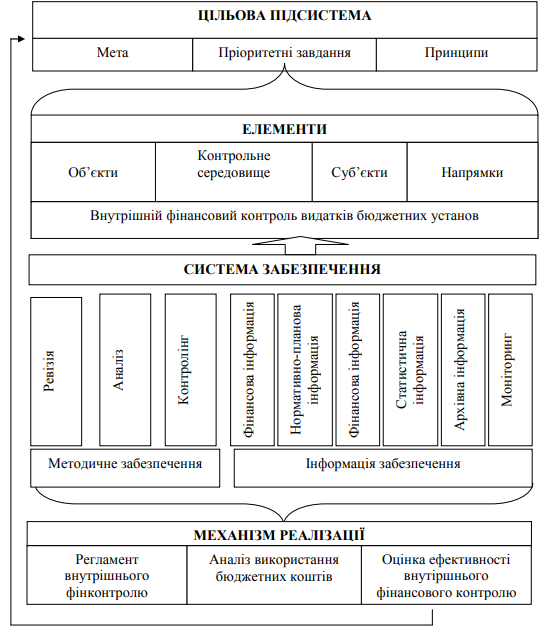 ЦІЛЬОВА ПІДСИСТЕМА
Мета
Пріоритетні завдання
Принципи
ЕЛЕМЕНТИ
Об’єкти
Контрольне
середовище
Суб’єкти
Напрямки
Внутрішній фінансовий контроль видатків бюджетних установ
СИСТЕМА ЗАБЕЗПЕЧЕННЯ
Ревізія
Аналіз
Контролінг
Фінансова інформація
Нормативно-планова
інформація
Фінансова інформація
Статистична
інформація
Архівна інформація
Моніторинг
Методичне забезпечення
Інформація забезпечення
МЕХАНІЗМ РЕАЛІЗАЦІЇ
Регламент
внутрішнього
фінконтролю
Аналіз використання
бюджетних коштів
Оцінка ефективності
внутіршнього
фінансового контролю